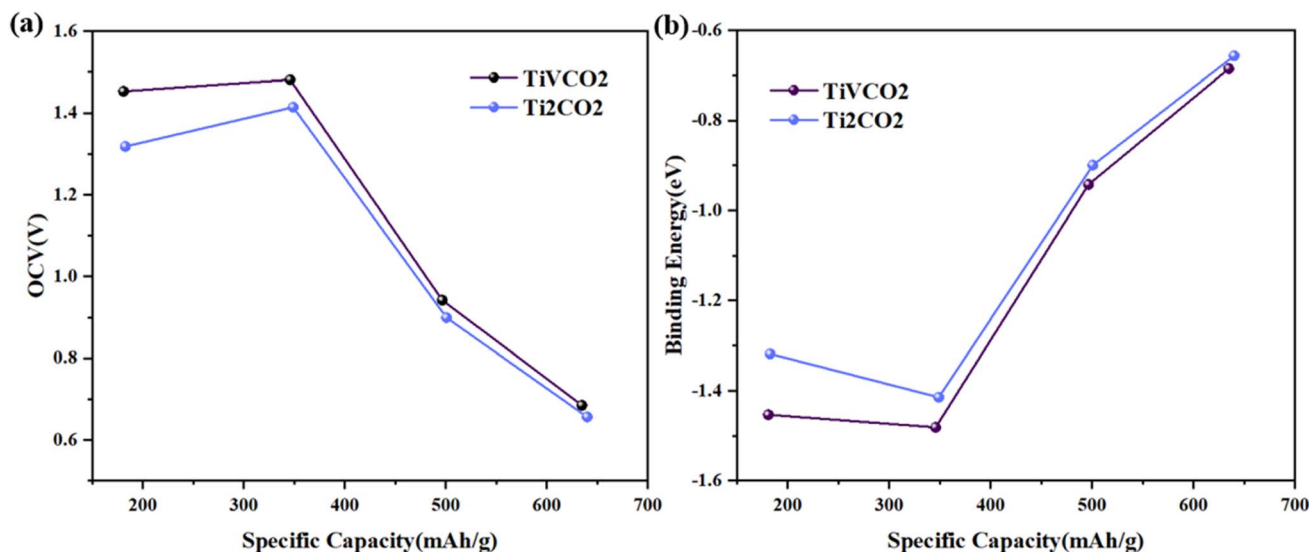 (a)
1.6
1.4
1.2
1.0
0.8
0.6
OCV(V)
TiVCO2
Ti2CO2
200 300 400 500 600 700
Specific Capacity(mAh/g)
(b)
-0.6
-0.8
-1.0
-1.2
-1.4
-1.6
Binding Energy(eV)
TiVCO2
Ti2CO2
200 300 400 500 600 700
Specific Capacity(mAh/g)